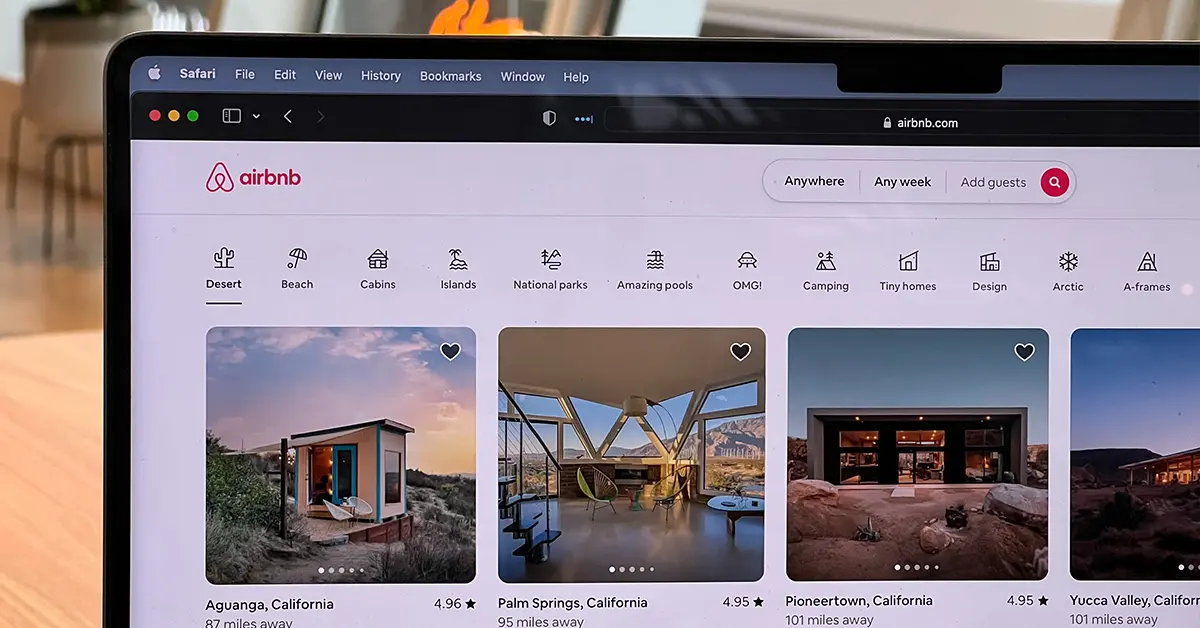 Safari File Edit View History Bookmarks Window Help
airbnb.com
airbnb
Anywhere Any week Add guests
Desert Beach Cabins Islands National parks Amazing pools OMG! Camping Tiny homes Design Arctic A-frames
Aguanga, California 4.96 ★
87 miles away
Palm Springs, California 4.95 ★
95 miles away
Pioneertown, California 4.95 ★
101 miles away
Yucca Valley, Califor
101 miles away